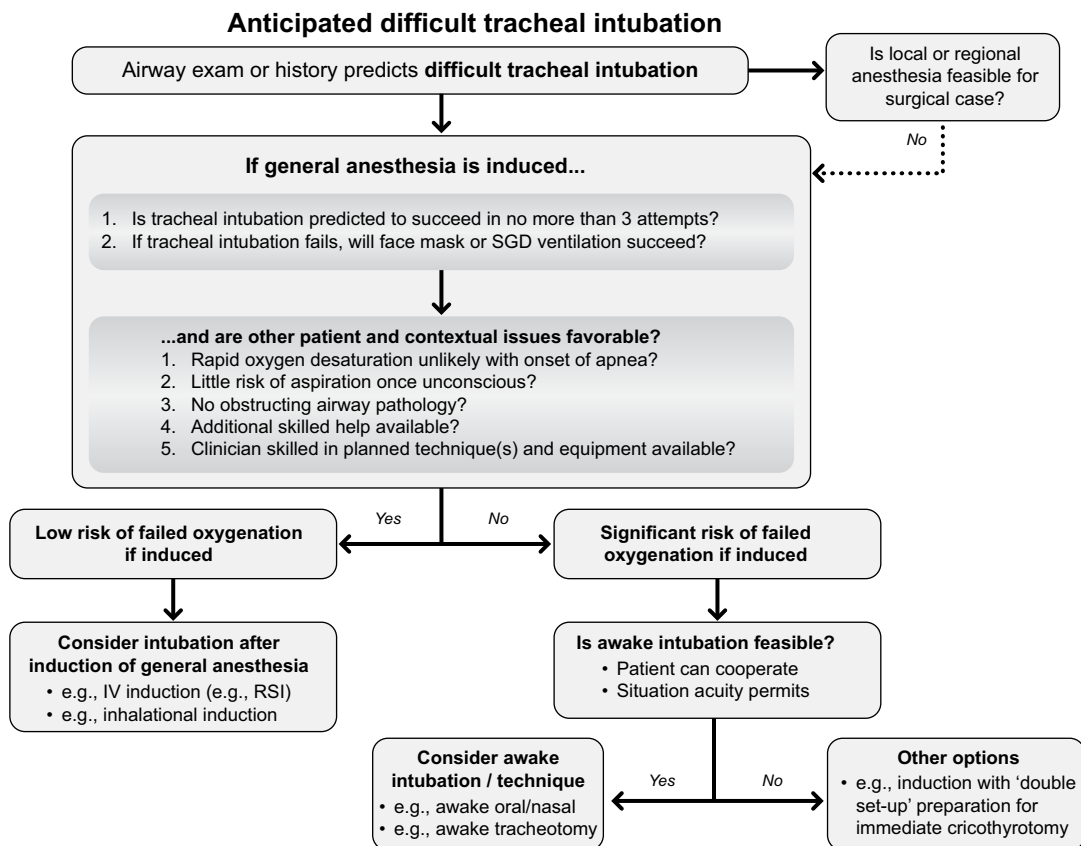 Anticipated difficult tracheal intubation
Airway exam or history predicts difficult tracheal intubation
Is local or regional
anesthesia feasible for
surgical case?
No
If general anesthesia is induced...
1. Is tracheal intubation predicted to succeed in no more than 3 attempts?
2. If tracheal intubation fails, will face mask or SGD ventilation succeed?
...and are other patient and contextual issues favorable?
1. Rapid oxygen desaturation unlikely with onset of apnea?
2. Little risk of aspiration once unconscious?
3. No obstructing airway pathology?
4. Additional skilled help available?
5. Clinician skilled in planned technique(s) and equipment available?
Yes
No
Low risk of failed oxygenation
if induced
Significant risk of failed
oxygenation if induced
Consider intubation after
induction of general anesthesia
• e.g., IV induction (e.g., RSI)
• e.g., inhalational induction
Is awake intubation feasible?
• Patient can cooperate
• Situation acuity permits
Yes
No
Consider awake
intubation / technique
• e.g., awake oral/nasal
• e.g., awake tracheotomy
Other options
• e.g., induction with ‘double
set-up’ preparation for
immediate cricothyrotomy